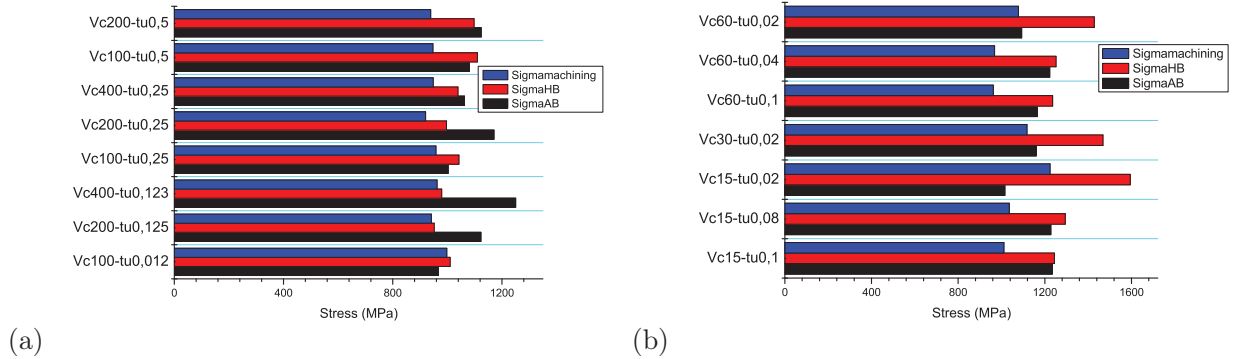 Vc200-tu0,5
Vc100-tu0,5
Vc400-tu0,25
Vc200-tu0,25
Vc100-tu0,25
Vc400-tu0,123
Vc200-tu0,125
Vc100-tu0,012
Sigmamachining
SigmaHB
SigmaAB
0 400 800 1200
Stress (MPa)
(a)
Vc60-tu0,02
Vc60-tu0,04
Vc60-tu0,1
Vc30-tu0,02
Vc15-tu0,02
Vc15-tu0,08
Vc15-tu0,1
Sigmamachining
SigmaHB
SigmaAB
0 400 800 1200 1600
Stress (MPa)
(b)